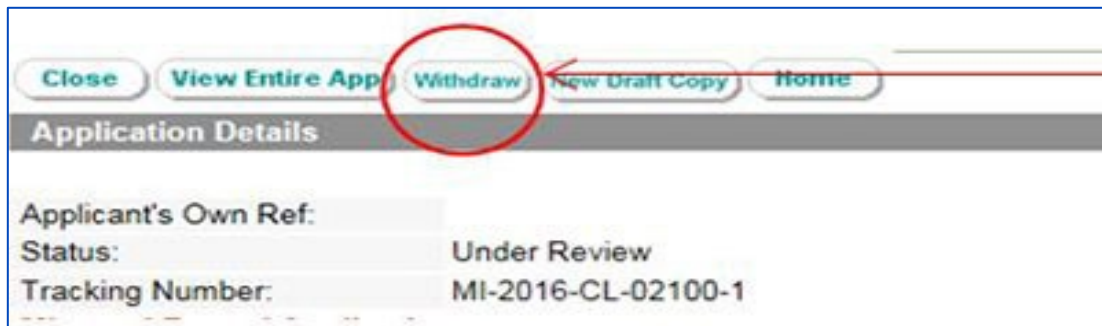 Close View Entire App Withdraw New Draft Copy Home
Application Details
Applicant's Own Ref:
Status: Under Review
Tracking Number: MI-2016-CL-02100-1